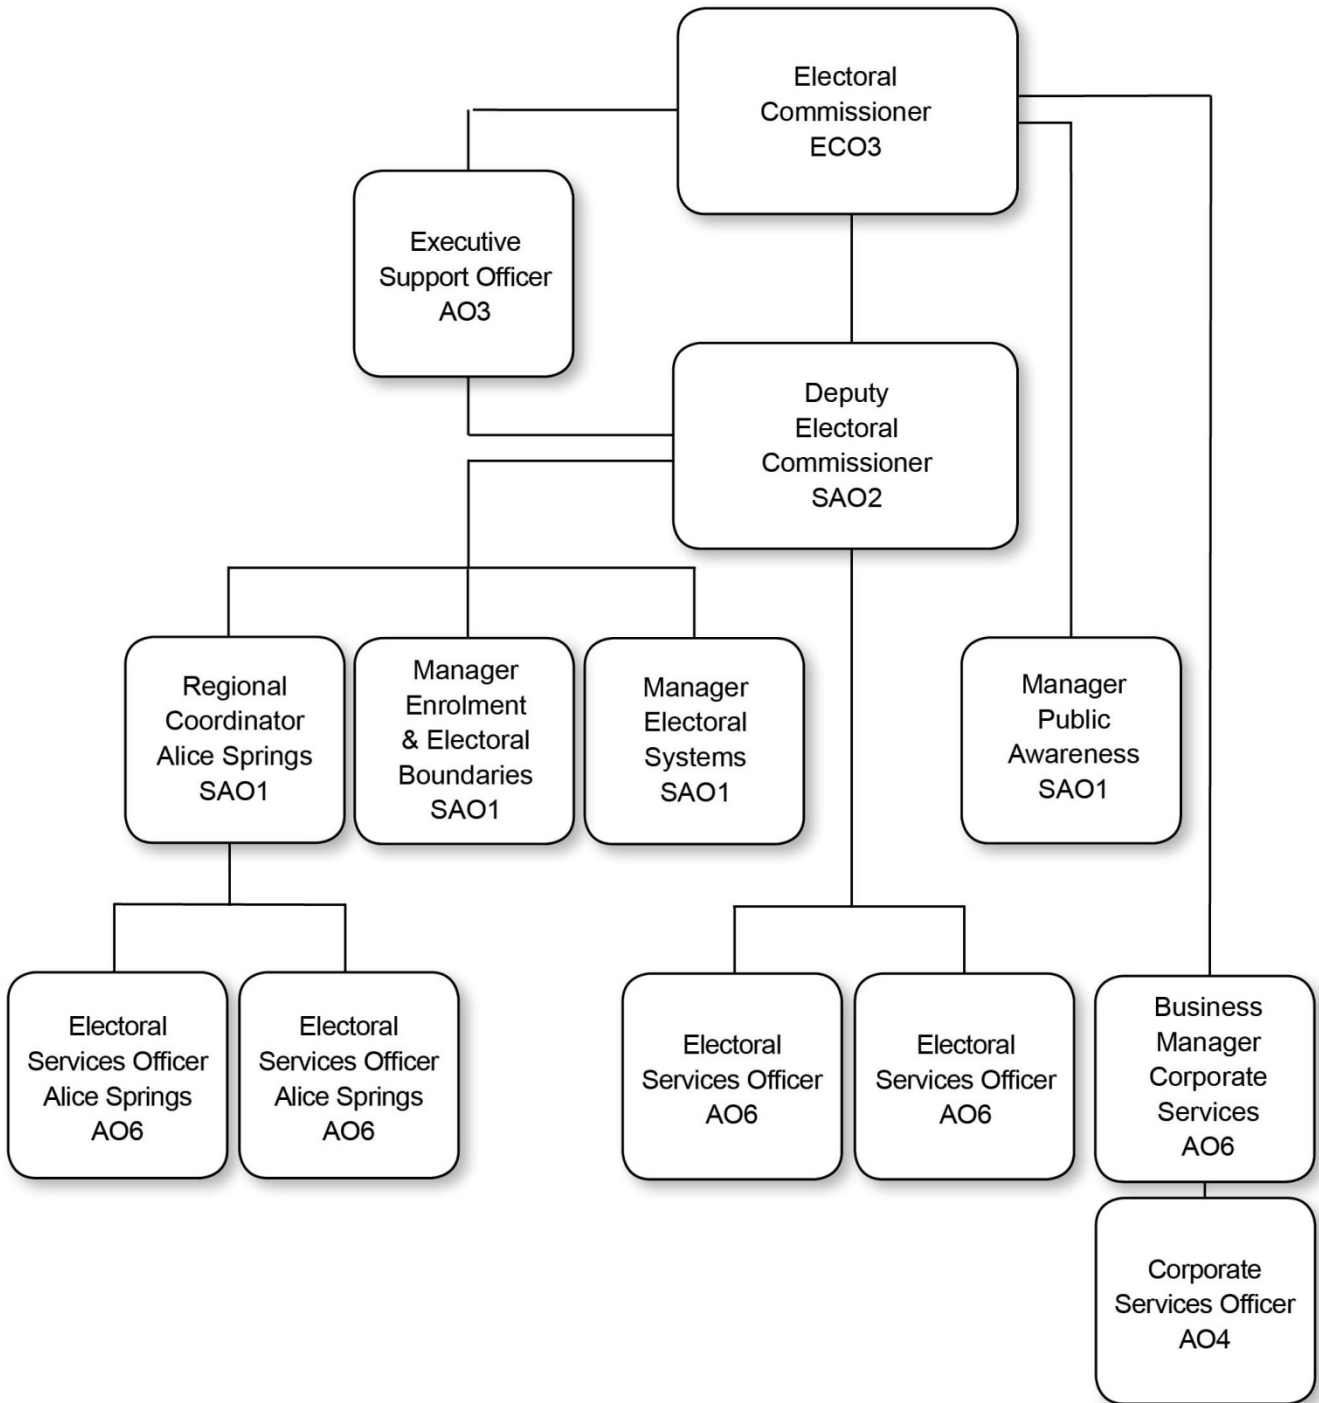 Electoral
Commissioner
ECO3
Executive
Support Officer
AO3
Deputy
Electoral
Commissioner
SAO2
Regional
Coordinator
Alice Springs
SAO1
Manager
Enrolment
& Electoral
Boundaries
SAO1
Manager
Electoral
Systems
SAO1
Manager
Public
Awareness
SAO1
Electoral
Services Officer
Alice Springs
AO6
Electoral
Services Officer
Alice Springs
AO6
Electoral
Services Officer
AO6
Electoral
Services Officer
AO6
Business
Manager
Corporate
Services
AO6
Corporate
Services Officer
AO4